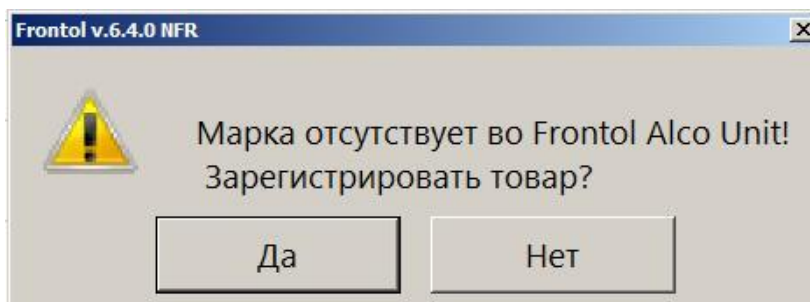 Frontol v.6.4.0 NFR
Марка отсутствует во Frontol Alco Unit!
Зарегистрировать товар?
Да
Нет